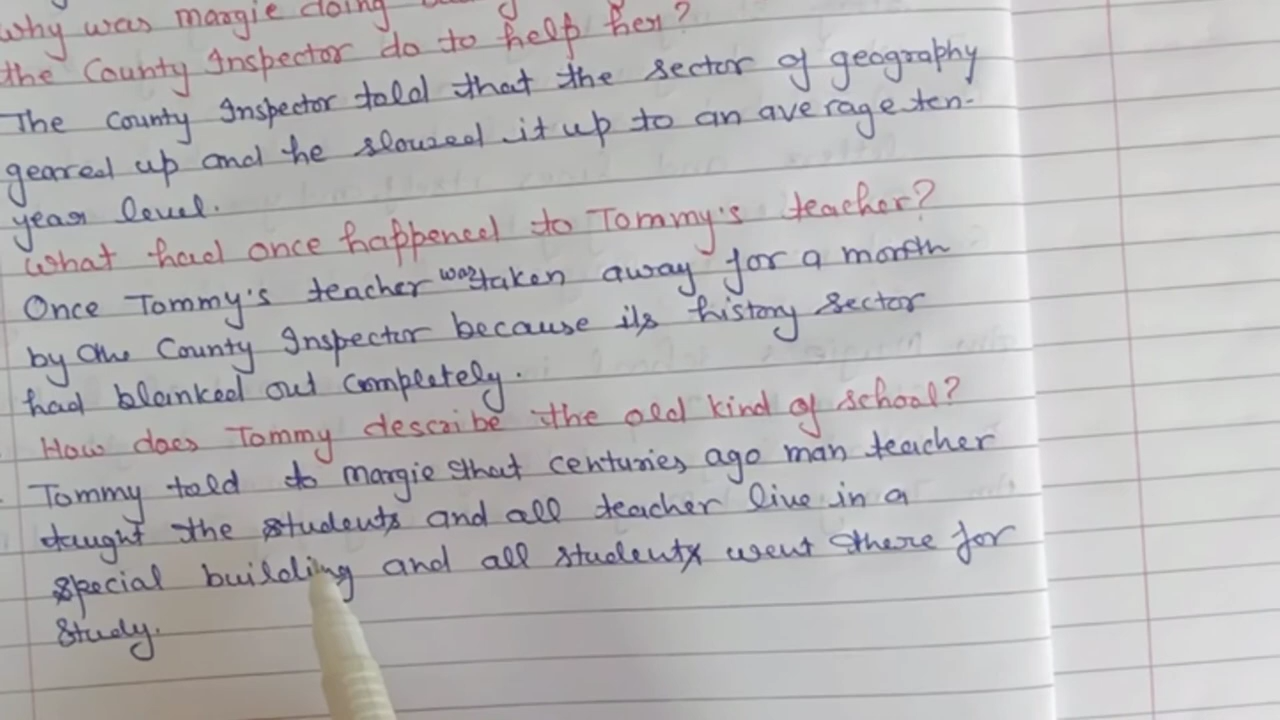 why was margie doing
the County Inspector do to help her?
The County Inspector told that the sector of geography
geared up and he slowed it up to an average ten-
year level.
What had once happened to Tommy's teacher?
Once Tommy's teacher was taken away for a month
by the County Inspector because its history sector
had blanked out completely.
How does Tommy describe the old kind of school?
Tommy told to margie that centuries ago man teacher
taught the students and all teacher live in a
special building and all students went there for
study.